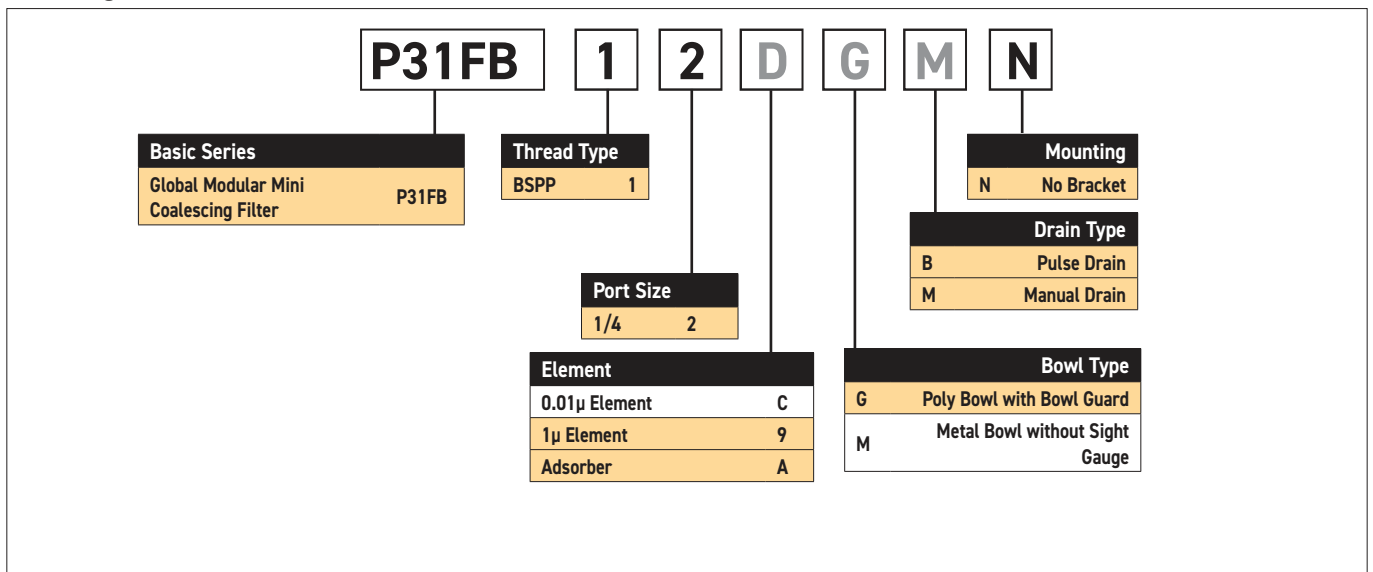 P31FB 1 2 D G M N
Basic Series
Global Modular Mini
Coalescing Filter P31FB
Thread Type
BSPP 1
Mounting
N No Bracket
Drain Type
B Pulse Drain
M Manual Drain
Port Size
1/4 2
Element
0.01µ Element C
1µ Element 9
Adsorber A
Bowl Type
G Poly Bowl with Bowl Guard
M Metal Bowl without Sight
Gauge